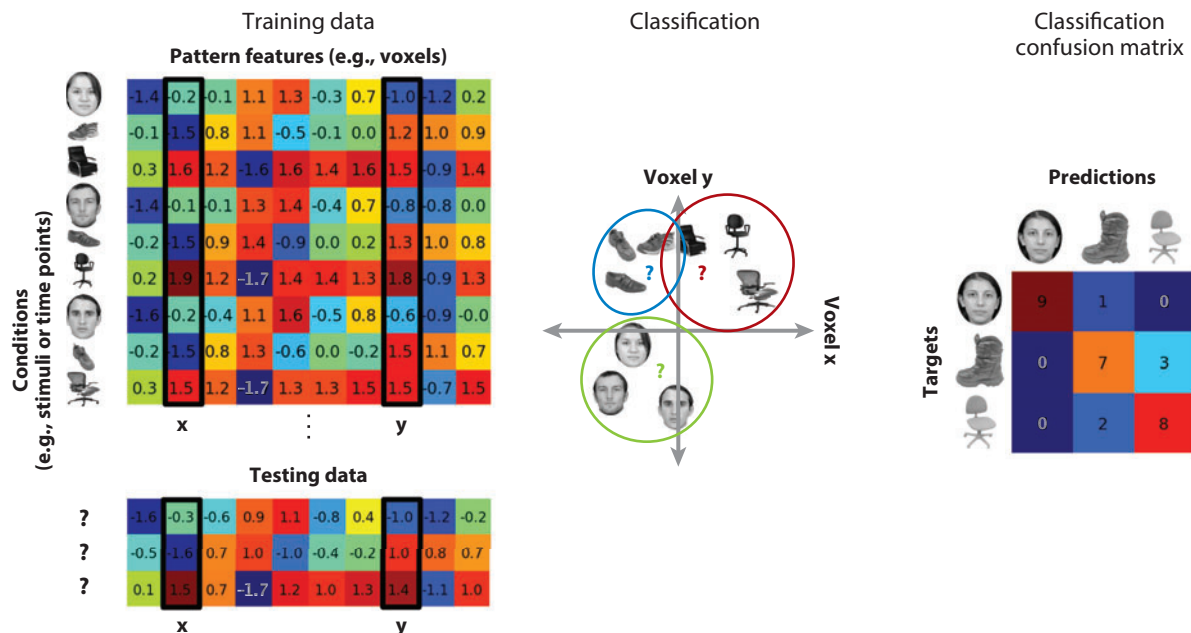 Training data
Pattern features (e.g., voxels)
Conditions
(e.g., stimuli or time points)
-1.4 -0.2 -0.1 1.1 1.3 -0.3 0.7 -1.0 -1.2 0.2
-0.1 -1.5 0.8 1.1 -0.5 -0.1 0.0 1.2 1.0 0.9
0.3 1.6 1.2 -1.6 1.6 1.4 1.6 1.5 -0.9 1.4
-1.4 -0.1 -0.1 1.3 1.4 -0.4 0.7 -0.8 -0.8 0.0
-0.2 -1.5 0.9 1.4 -0.9 0.0 0.2 1.3 1.0 0.8
0.2 1.9 1.2 -1.7 1.4 1.4 1.3 1.8 -0.9 1.3
-1.6 -0.2 -0.4 1.1 1.6 -0.5 0.8 -0.6 -0.9 -0.0
-0.2 -1.5 0.8 1.3 -0.6 0.0 -0.2 1.5 1.1 0.7
0.3 1.5 1.2 -1.7 1.3 1.3 1.5 1.5 -0.7 1.5
x ⋮ y
Testing data
? -1.6 -0.3 -0.6 0.9 1.1 -0.8 0.4 -1.0 -1.2 -0.2
? -0.5 -1.6 0.7 1.0 -1.0 -0.4 -0.2 1.0 0.8 0.7
? 0.1 1.5 0.7 -1.7 1.2 1.0 1.3 1.4 -1.1 1.0
x y
Classification
Voxel y
? ?
Voxel x
?
Classification
confusion matrix
Predictions
Targets
9 1 0
0 7 3
0 2 8